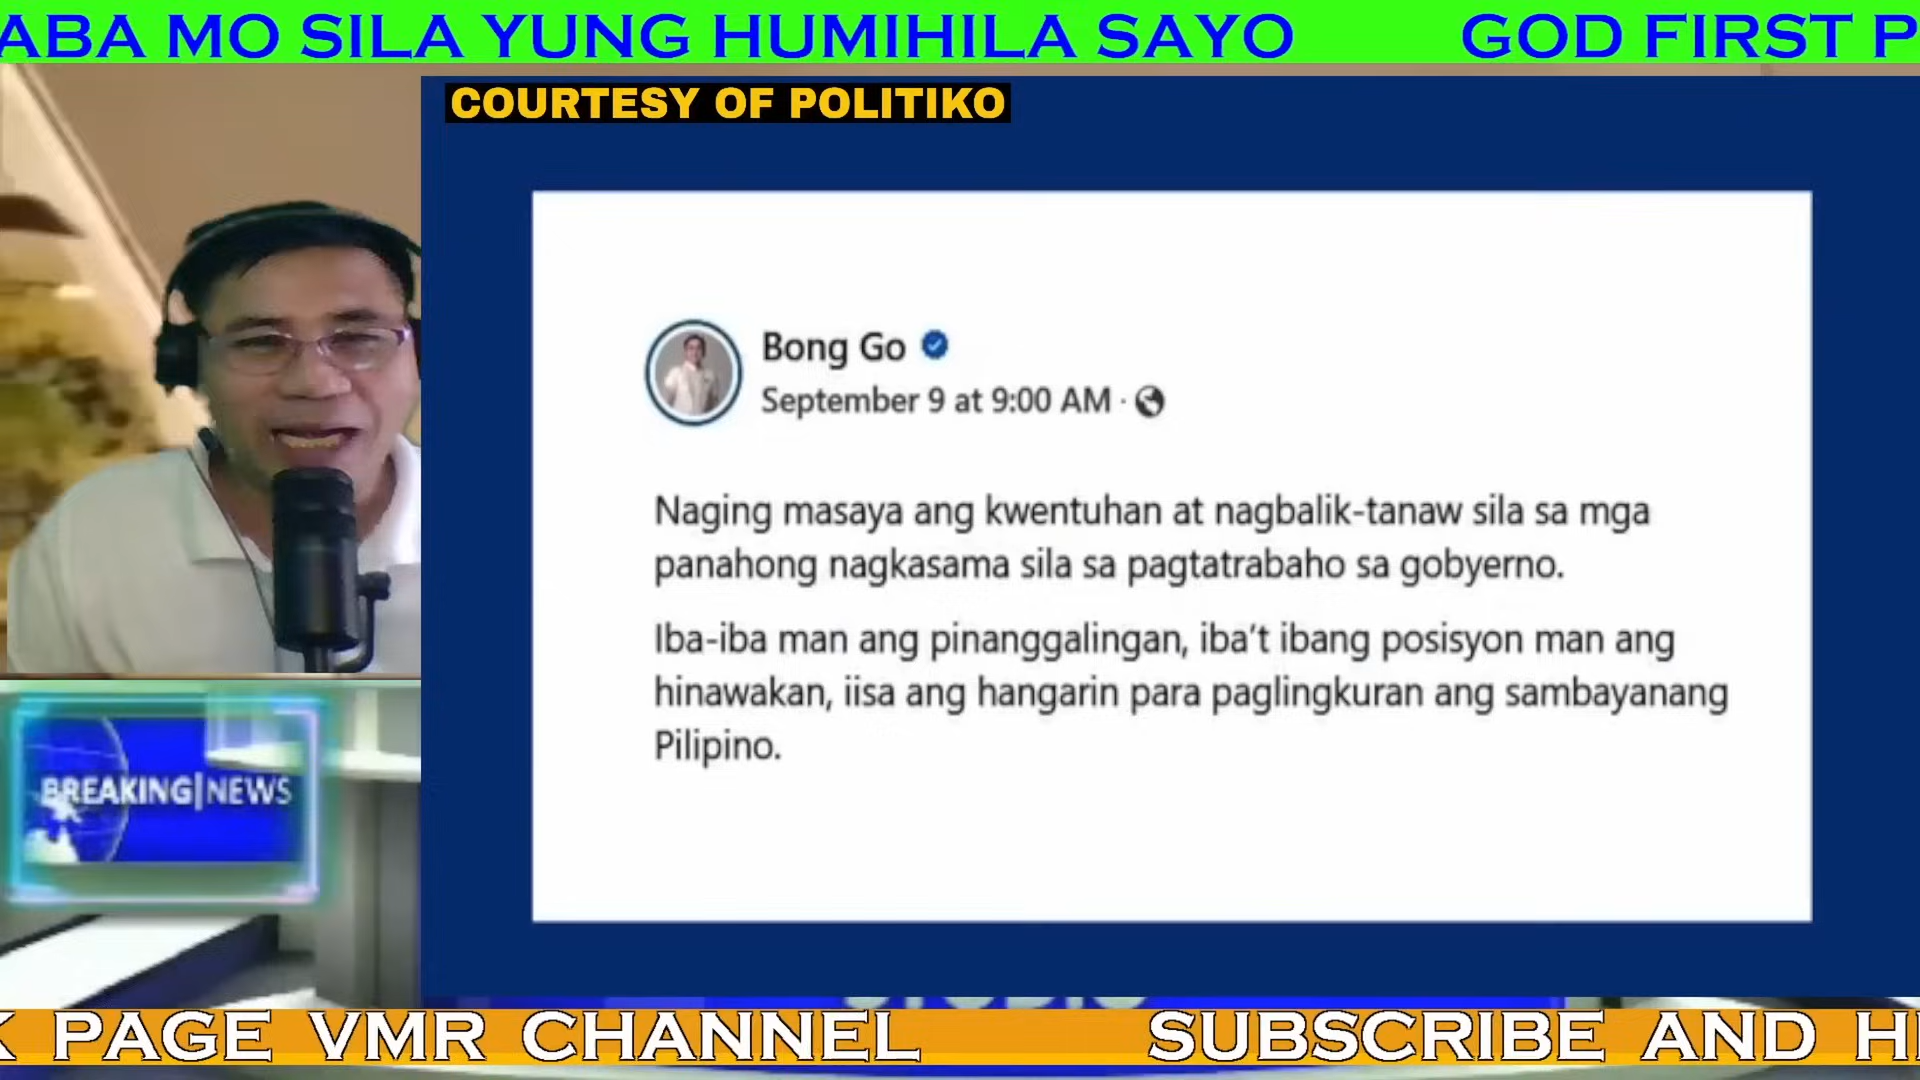 ABA MO SILA YUNG HUMIHILA SAYO GOD FIRST P
COURTESY OF POLITIKO
Bong Go
September 9 at 9:00 AM ·
Naging masaya ang kwentuhan at nagbalik-tanaw sila sa mga
panahong nagkasama sila sa pagtatrabaho sa gobyerno.
Iba-iba man ang pinanggalingan, iba't ibang posisyon man ang
hinawakan, iisa ang hangarin para paglingkuran ang sambayanang
Pilipino.
BREAKING|NEWS
K PAGE VMR CHANNEL SUBSCRIBE AND H